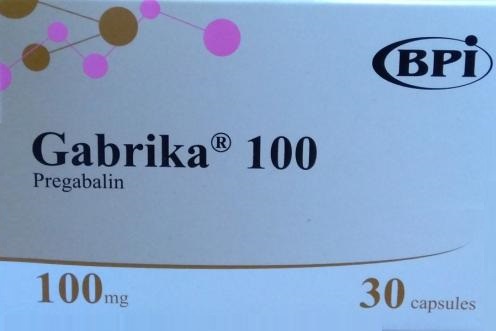 BPi
Gabrika® 100
Pregabalin
100mg
30 capsules